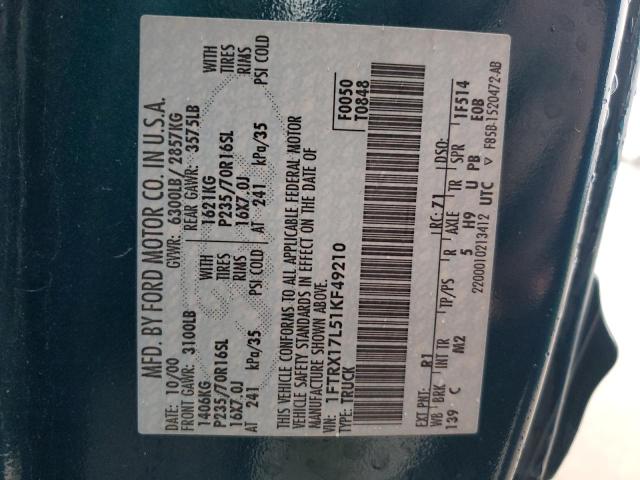 MFD. BY FORD MOTOR CO. IN U.S.A.
10/00 GVWR: 6300LB/ 2857KG
FRONT GAWR: 3100LB REAR GAWR: 3575LB
1406KG 1621KG
P235/70R16SL TIRES P235/70R16SL TIRES
16X7.0J RIMS 16X7.0J RIMS
AT 241 kPa/35 PSI COLD AT 241 kPa/35 PSI COLD
THIS VEHICLE CONFORMS TO ALL APPLICABLE FEDERAL MOTOR
VEHICLE SAFETY STANDARDS IN EFFECT ON THE DATE OF
MANUFACTURE SHOWN ABOVE.
VIN: 1FTRX17L51KF49210 F0050
TYPE: TRUCK T0848
EXT PNT: R1 RC: 71 DSO:
WB BRK INT TR TP/PS R AXLE TR SPR 1F514
139 C M2 5 H9 U PB E0B
2200010213412 UTC ▽ F85B-1520472-AB